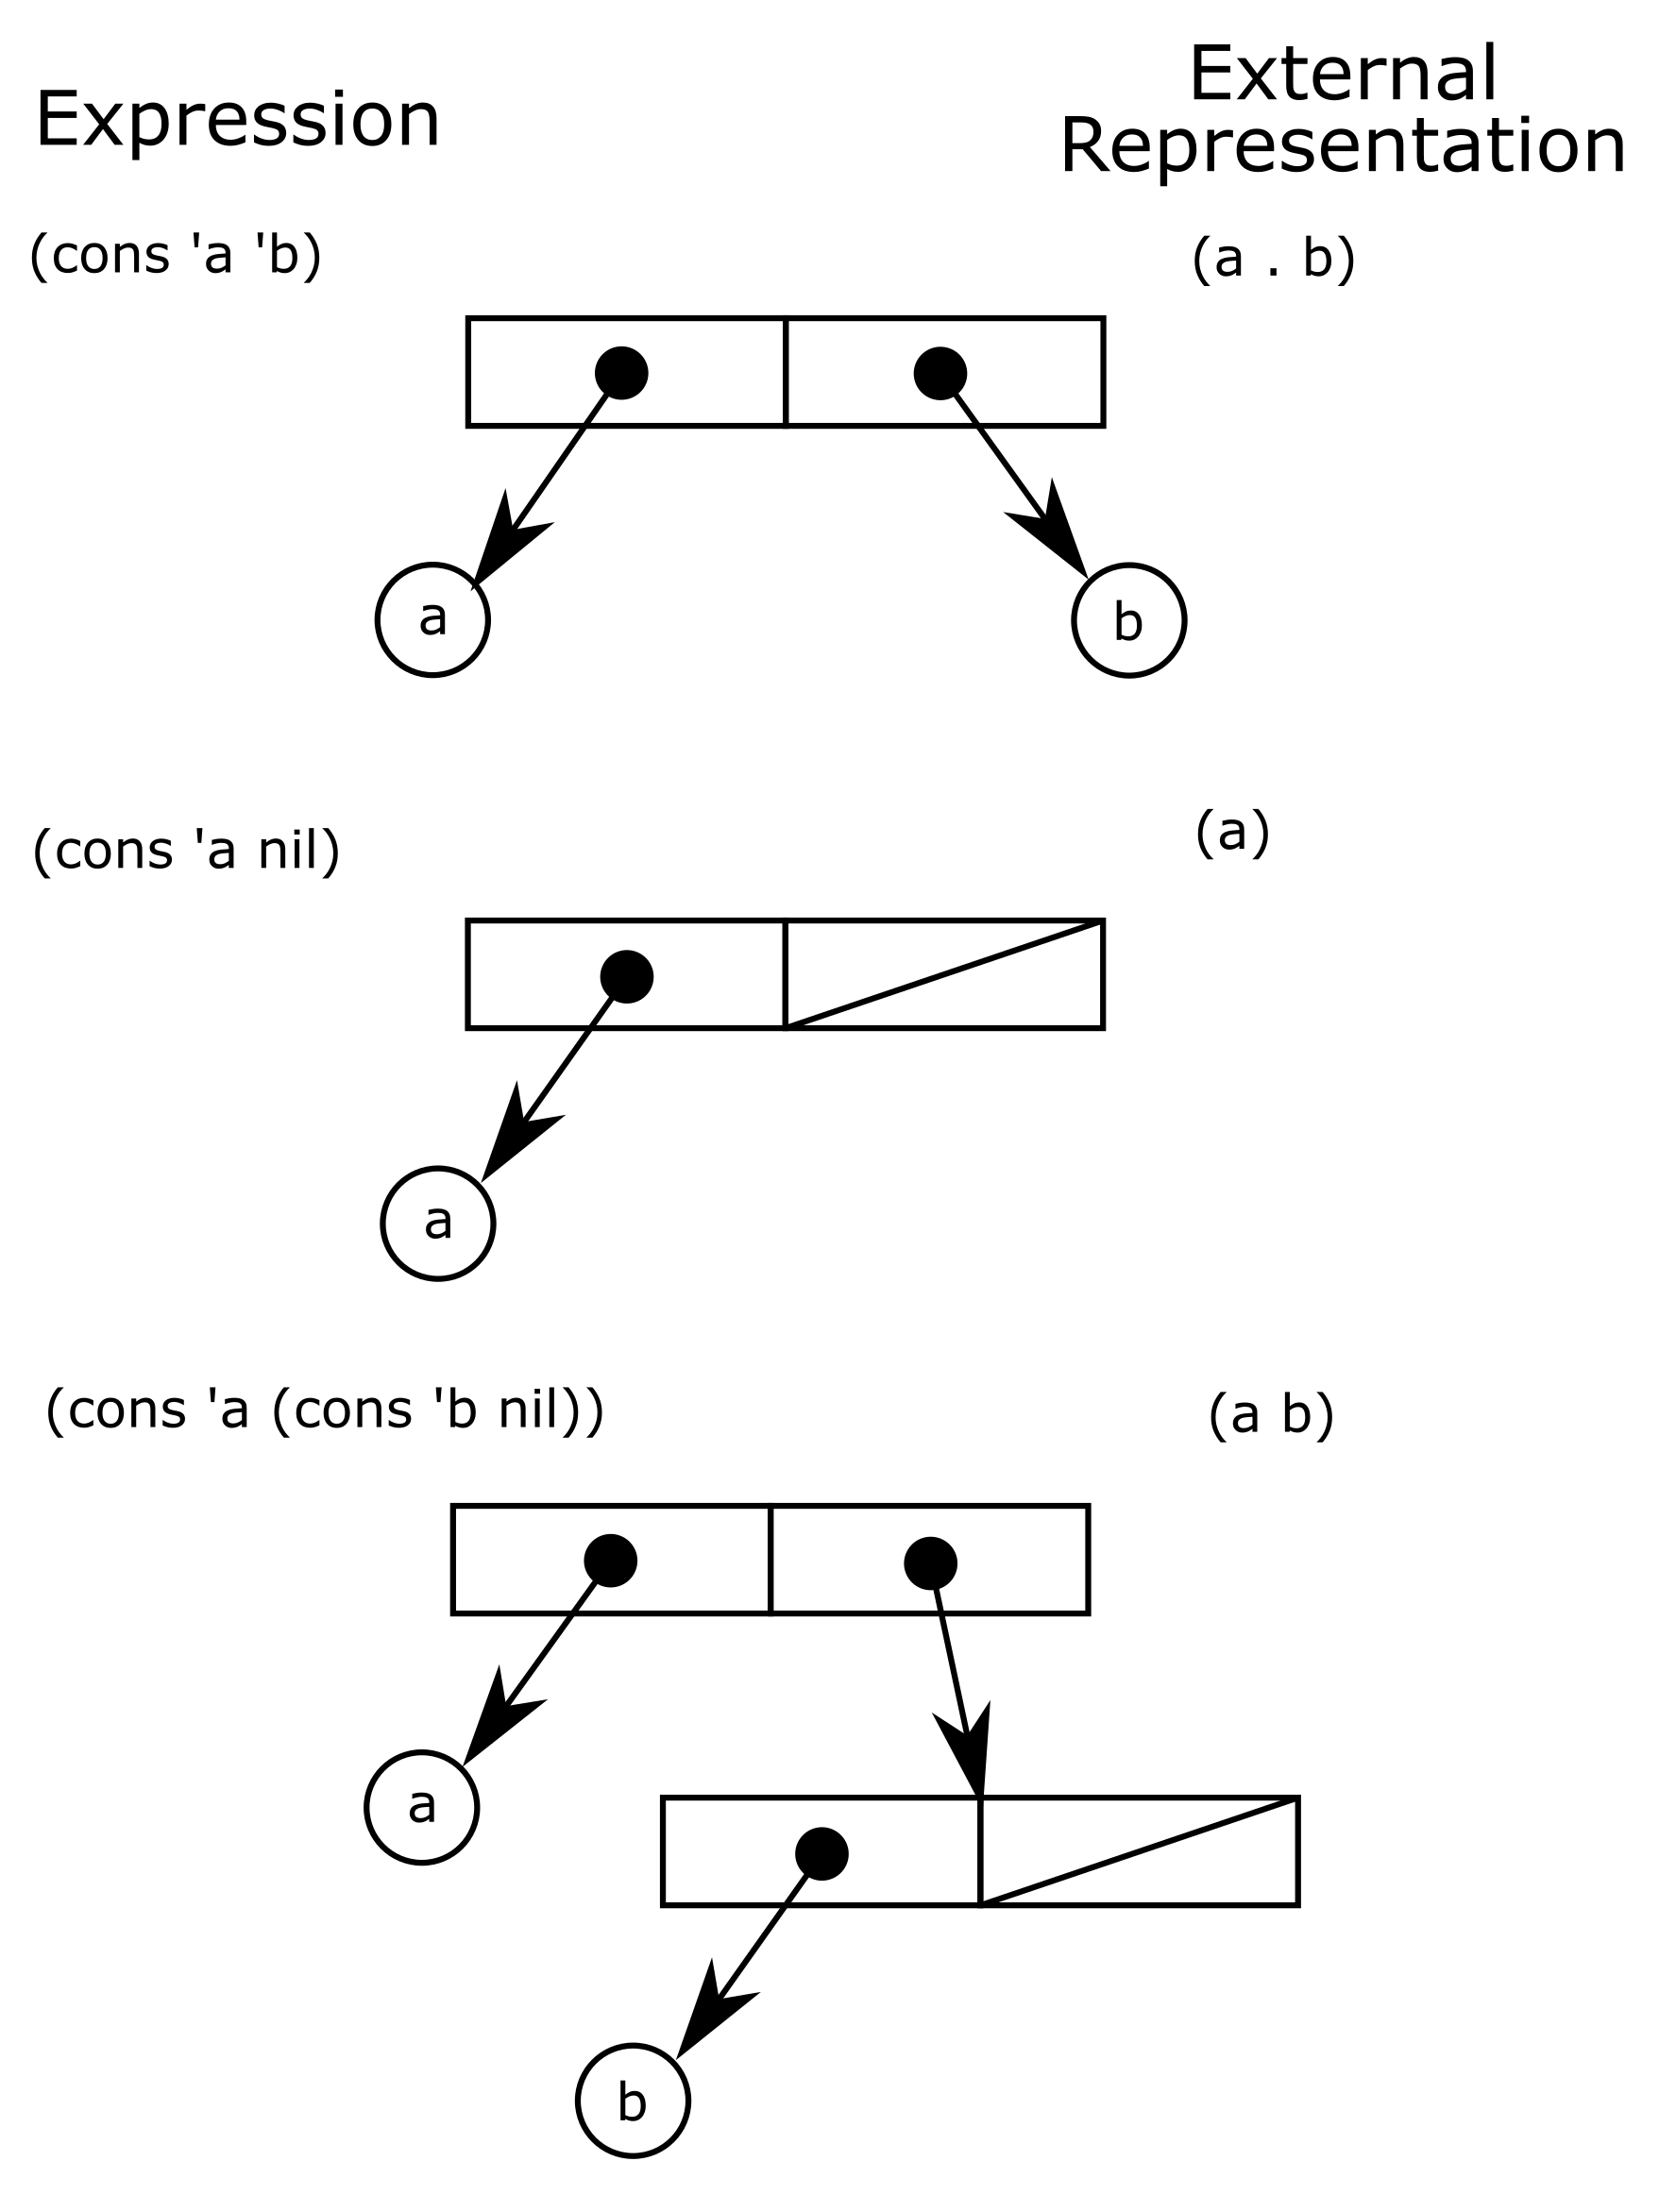 Expression
External
Representation
(cons 'a 'b)
(a . b)
a
b
(cons 'a nil)
(a)
a
(cons 'a (cons 'b nil))
(a b)
a
b